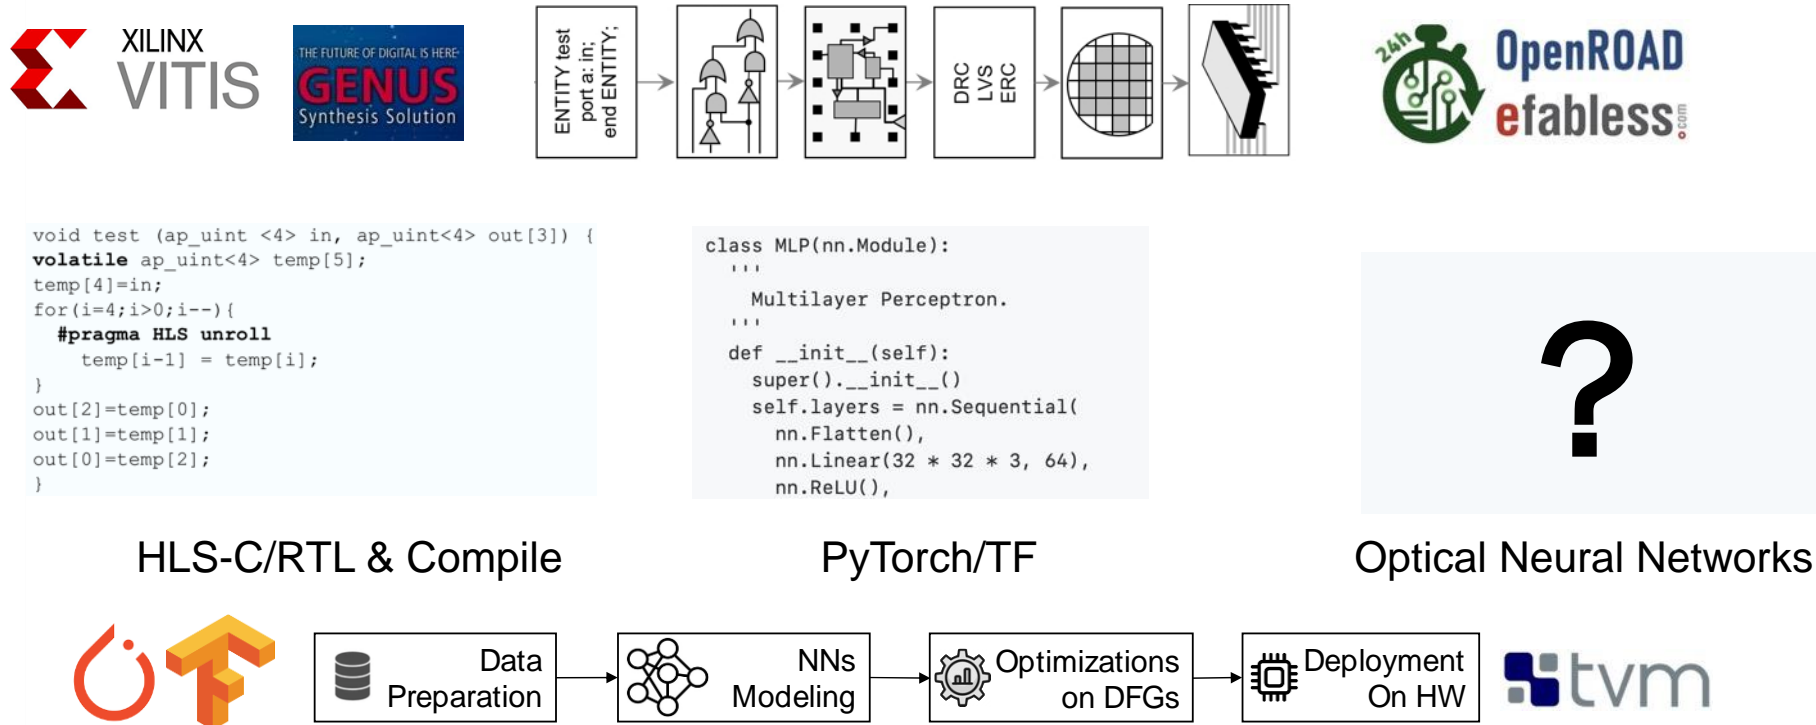 XILINX
VITIS
THE FUTURE OF DIGITAL IS HERE
GENUS
Synthesis Solution
ENTITY test
port a: in;
end ENTITY;
DRC
LVS
ERC
24h
OpenROAD
efabless.com
void test (ap_uint <4> in, ap_uint<4> out[3]) {
volatile ap_uint<4> temp[5];
temp[4]=in;
for(i=4;i>0;i--){
#pragma HLS unroll
temp[i-1] = temp[i];
}
out[2]=temp[0];
out[1]=temp[1];
out[0]=temp[2];
}
class MLP(nn.Module):
'''
Multilayer Perceptron.
'''
def __init__(self):
super().__init__()
self.layers = nn.Sequential(
nn.Flatten(),
nn.Linear(32 * 32 * 3, 64),
nn.ReLU(),
?
HLS-C/RTL & Compile
PyTorch/TF
Optical Neural Networks
Data
Preparation
NNs
Modeling
Optimizations
on DFGs
Deployment
On HW
tvm